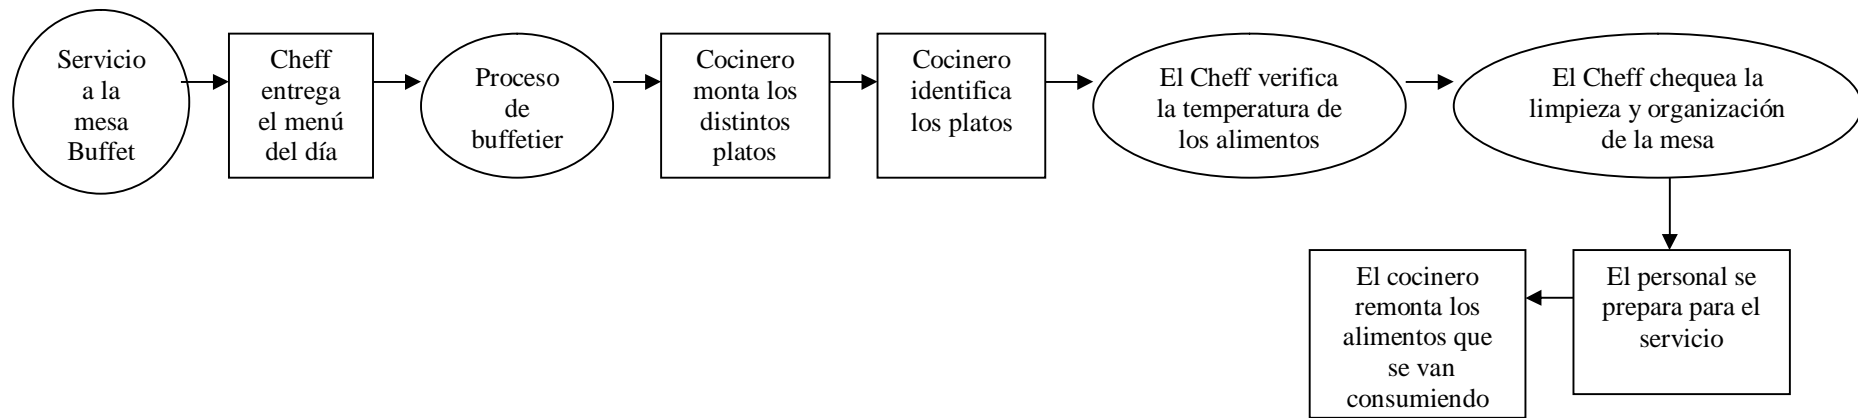 Servicio
a la
mesa
Buffet
Cheff
entrega
el menú
del día
Proceso
de
buffetier
Cocinero
monta los
distintos
platos
Cocinero
identifica
los platos
El Cheff verifica
la temperatura de
los alimentos
El Cheff chequea la
limpieza y organización
de la mesa
El personal se
prepara para el
servicio
El cocinero
remonta los
alimentos que
se van
consumiendo